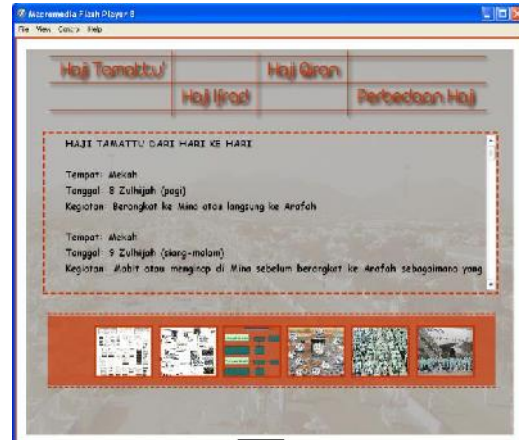 Macromedia Flash Player 8
File View Control Help
Haji Tamattu'
Haji Qiran
Haji Ifrad
Perbedaan Haji
HAJI TAMATTU DARI HARI KE HARI
Tempat: Mekah
Tanggal: 8 Zulhijah (pagi)
Kegiatan: Berangkat ke Mina atau langsung ke Arafah
Tempat: Mekah
Tanggal: 9 Zulhijah (siang-malam)
Kegiatan: Mabit atau menginap di Mina sebelum berangkat ke Arafah sebagaimana yang